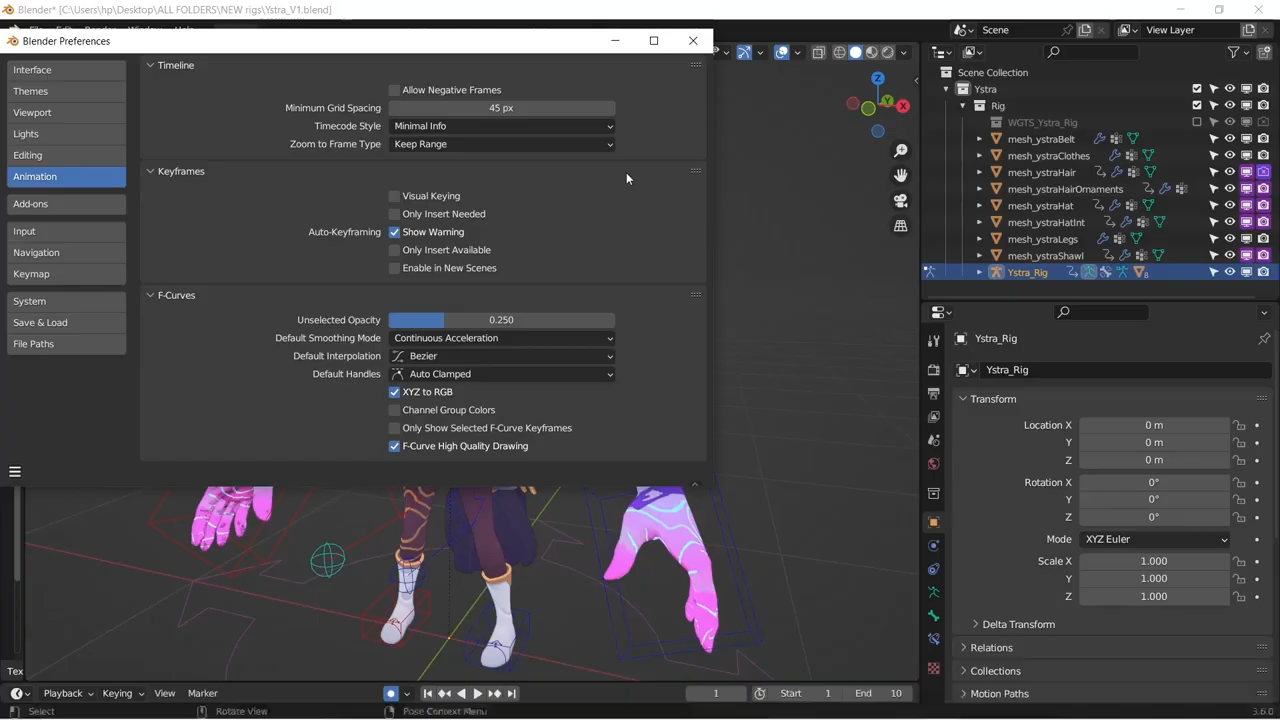 Blender* [C:\Users\hp\Desktop\ALL FOLDERS\NEW rigs\Ystra_V1.blend]
Blender Preferences
Interface
Themes
Viewport
Lights
Editing
Animation
Add-ons
Input
Navigation
Keymap
System
Save & Load
File Paths
Timeline
Allow Negative Frames
Minimum Grid Spacing 45 px
Timecode Style Minimal Info
Zoom to Frame Type Keep Range
Keyframes
Visual Keying
Only Insert Needed
Auto-Keyframing Show Warning
Only Insert Available
Enable in New Scenes
F-Curves
Unselected Opacity 0.250
Default Smoothing Mode Continuous Acceleration
Default Interpolation Bezier
Default Handles Auto Clamped
XYZ to RGB
Channel Group Colors
Only Show Selected F-Curve Keyframes
F-Curve High Quality Drawing
Z
Y
X
Scene View Layer
Scene Collection
Ystra
Rig
WGTS_Ystra_Rig
mesh_ystraBelt
mesh_ystraClothes
mesh_ystraHair
mesh_ystraHairOrnaments
mesh_ystraHat
mesh_ystraHatInt
mesh_ystraLegs
mesh_ystraShawl
Ystra_Rig 8
Ystra_Rig
Ystra_Rig
Transform
Location X 0 m
Y 0 m
Z 0 m
Rotation X 0°
Y 0°
Z 0°
Mode XYZ Euler
Scale X 1.000
Y 1.000
Z 1.000
Delta Transform
Relations
Collections
Motion Paths
Tex
Playback Keying View Marker 1 Start 1 End 10
Select Rotate View Pose Context Menu 3.6.0